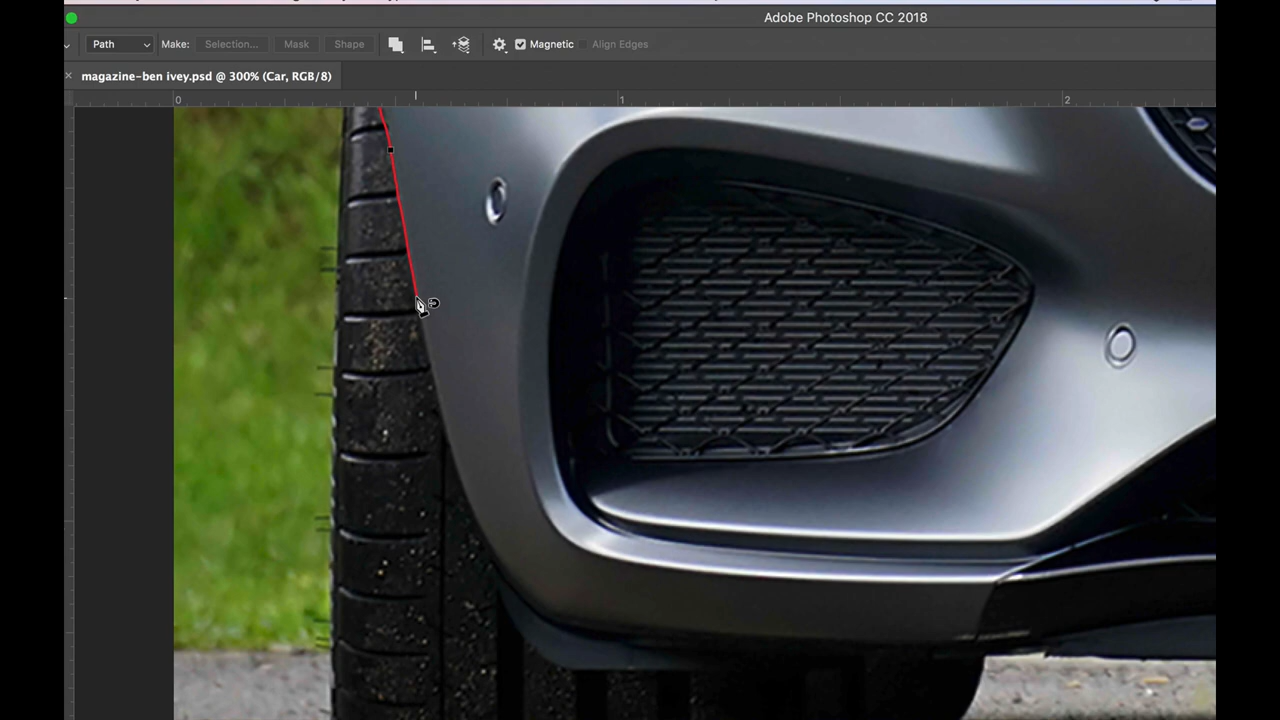 Adobe Photoshop CC 2018
Path Make: Selection... Mask Shape Magnetic Align Edges
× magazine-ben ivey.psd @ 300% (Car, RGB/8)
0 1 2